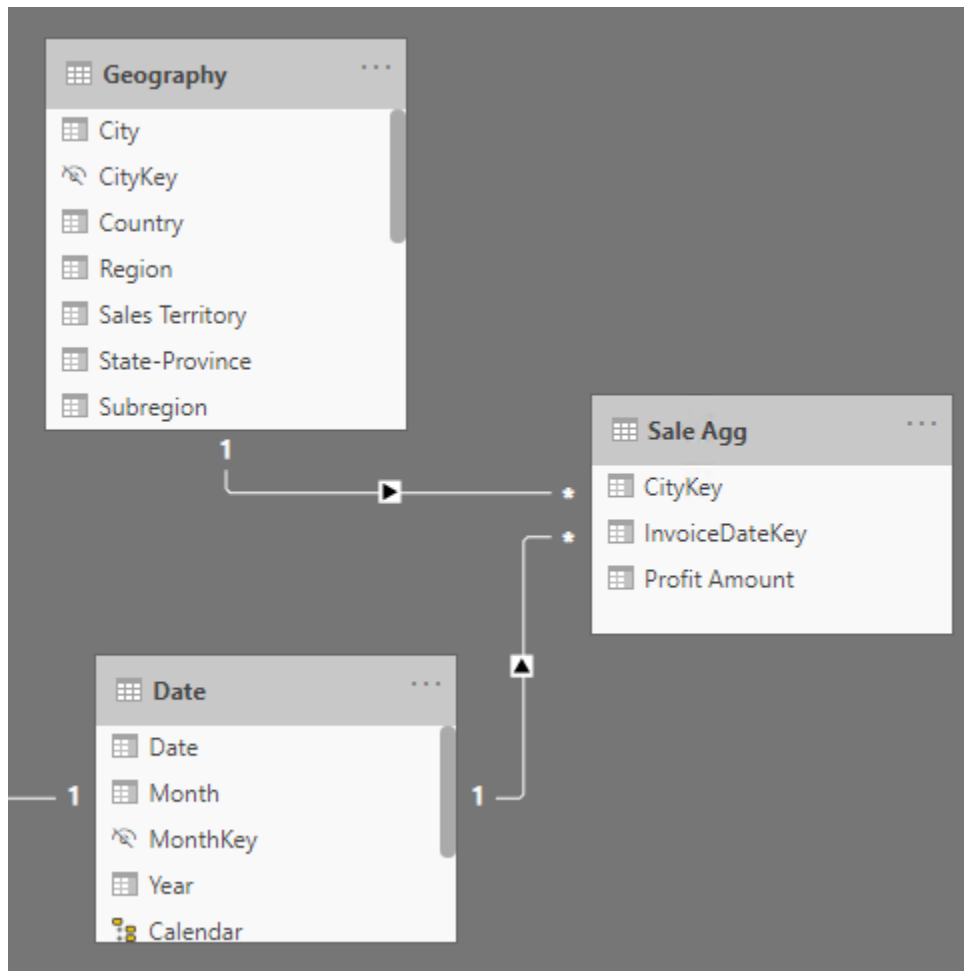 Geography
City
CityKey
Country
Region
Sales Territory
State-Province
Subregion
1
*
Sale Agg
CityKey
InvoiceDateKey
Profit Amount
*
Date
Date
Month
MonthKey
Year
Calendar
1
1